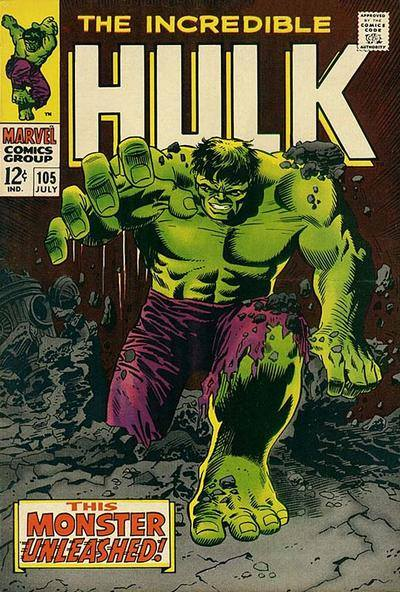 THE INCREDIBLE
HULK
APPROVED
BY THE
COMICS
CODE
AUTHORITY
MARVEL
COMICS
GROUP
12¢
IND.
105
JULY
THIS
MONSTER
UNLEASHED!